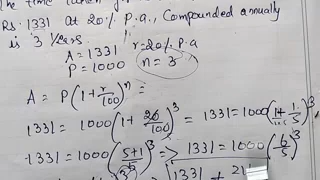 The time taken
Rs. 1331 at 20% P.a., Compounded annually
is 3 Years.
A = 1331 r = 20% P.a
P = 1000 n = 3
A = P(1 + r/100)^n =
1331 = 1000(1 + 20/100)^3 = 1331 = 1000(1 + 1/5)^3
1331 = 1000(5+1/5)^3 => 1331 = 1000(6/5)^3
1331 +